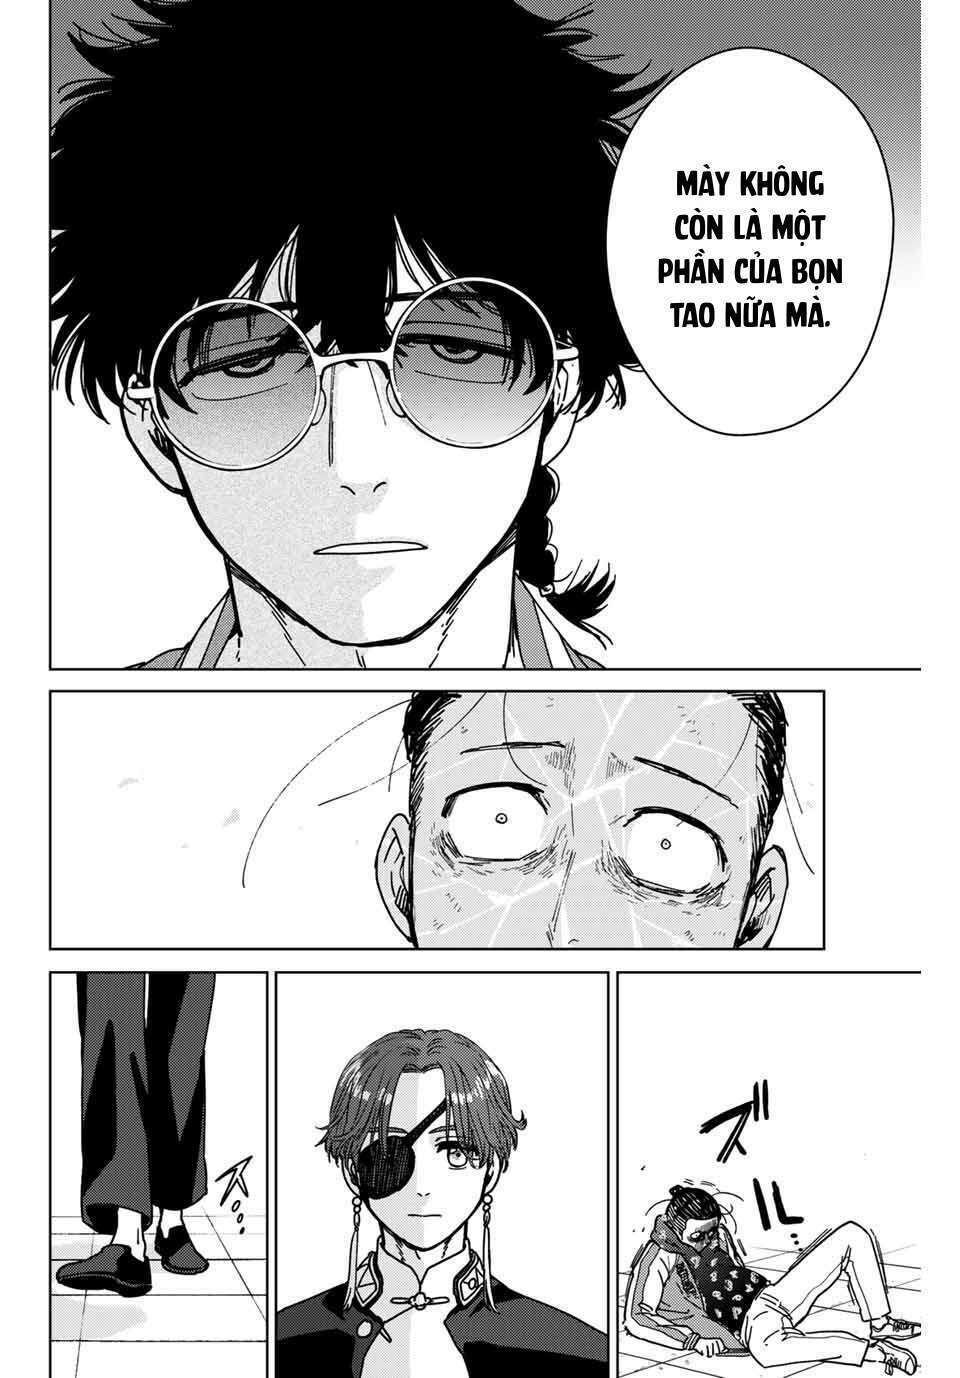 MÀY KHÔNG
CÒN LÀ MỘT
PHẦN CỦA BỌN
TAO NỮA MÀ.